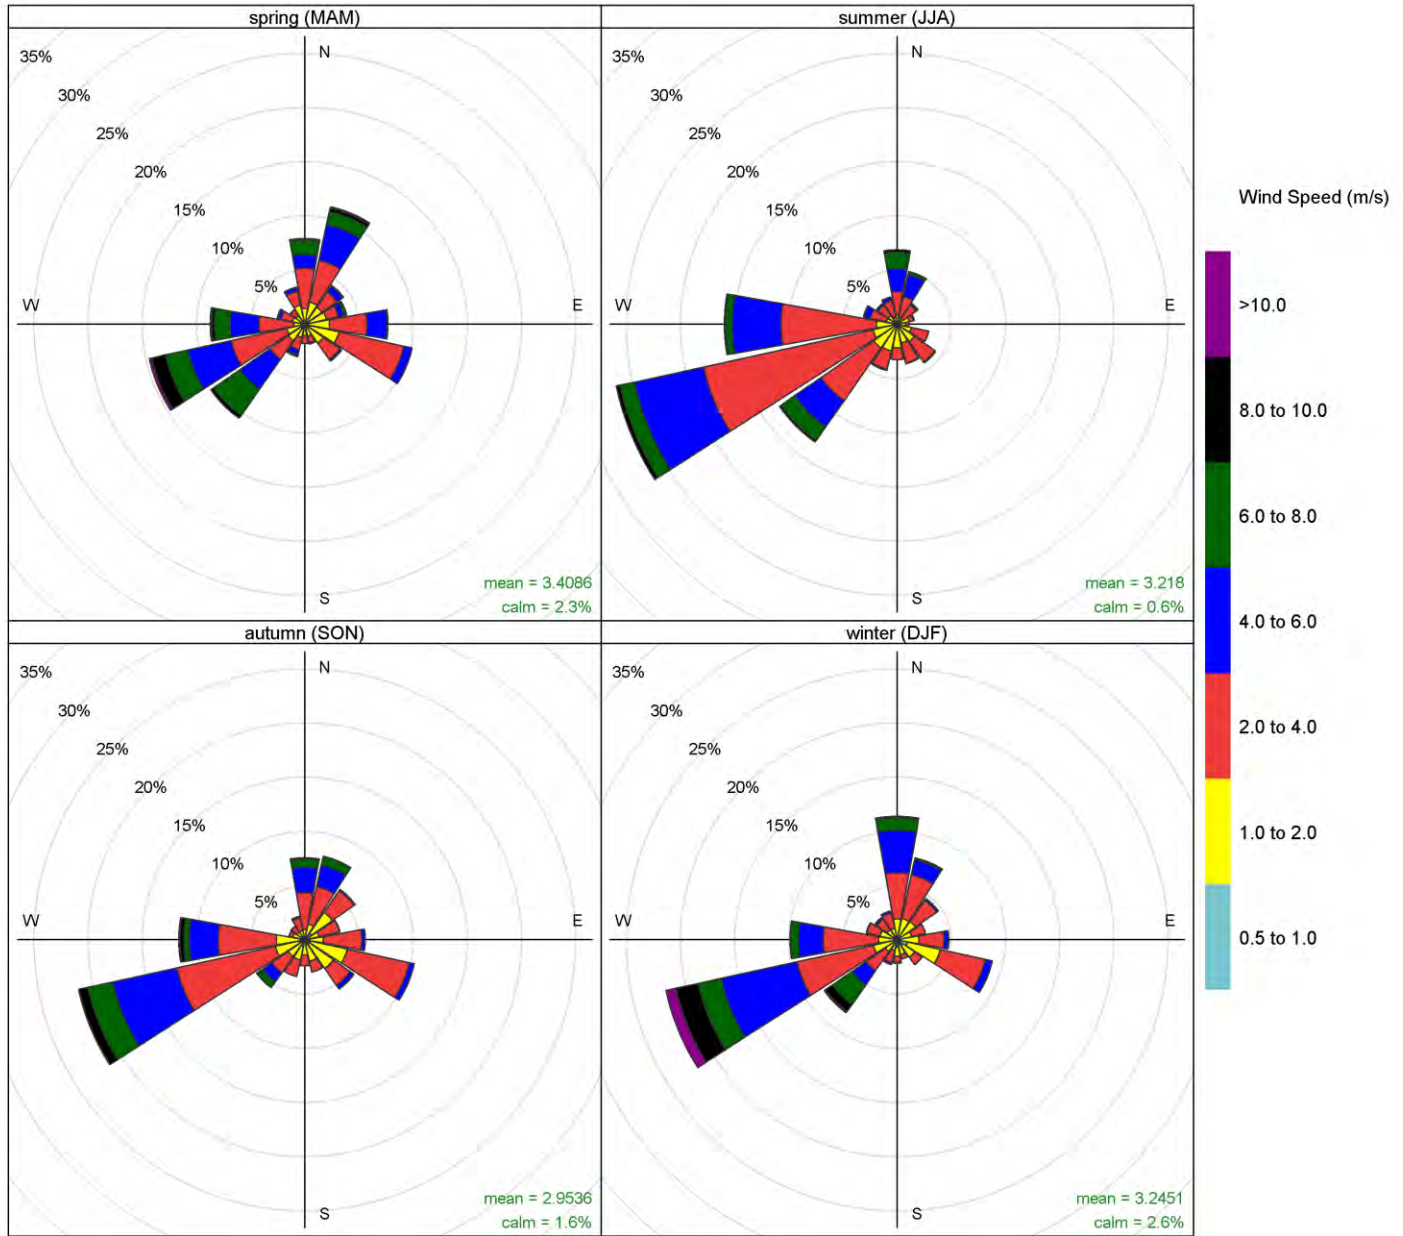 spring (MAM)
35%
30%
25%
20%
15%
10%
5%
N
W
E
S
mean = 3.4086
calm = 2.3%
summer (JJA)
35%
30%
25%
20%
15%
10%
5%
N
W
E
S
mean = 3.218
calm = 0.6%
autumn (SON)
35%
30%
25%
20%
15%
10%
5%
N
W
E
S
mean = 2.9536
calm = 1.6%
winter (DJF)
35%
30%
25%
20%
15%
10%
5%
N
W
E
S
mean = 3.2451
calm = 2.6%
Wind Speed (m/s)
>10.0
8.0 to 10.0
6.0 to 8.0
4.0 to 6.0
2.0 to 4.0
1.0 to 2.0
0.5 to 1.0